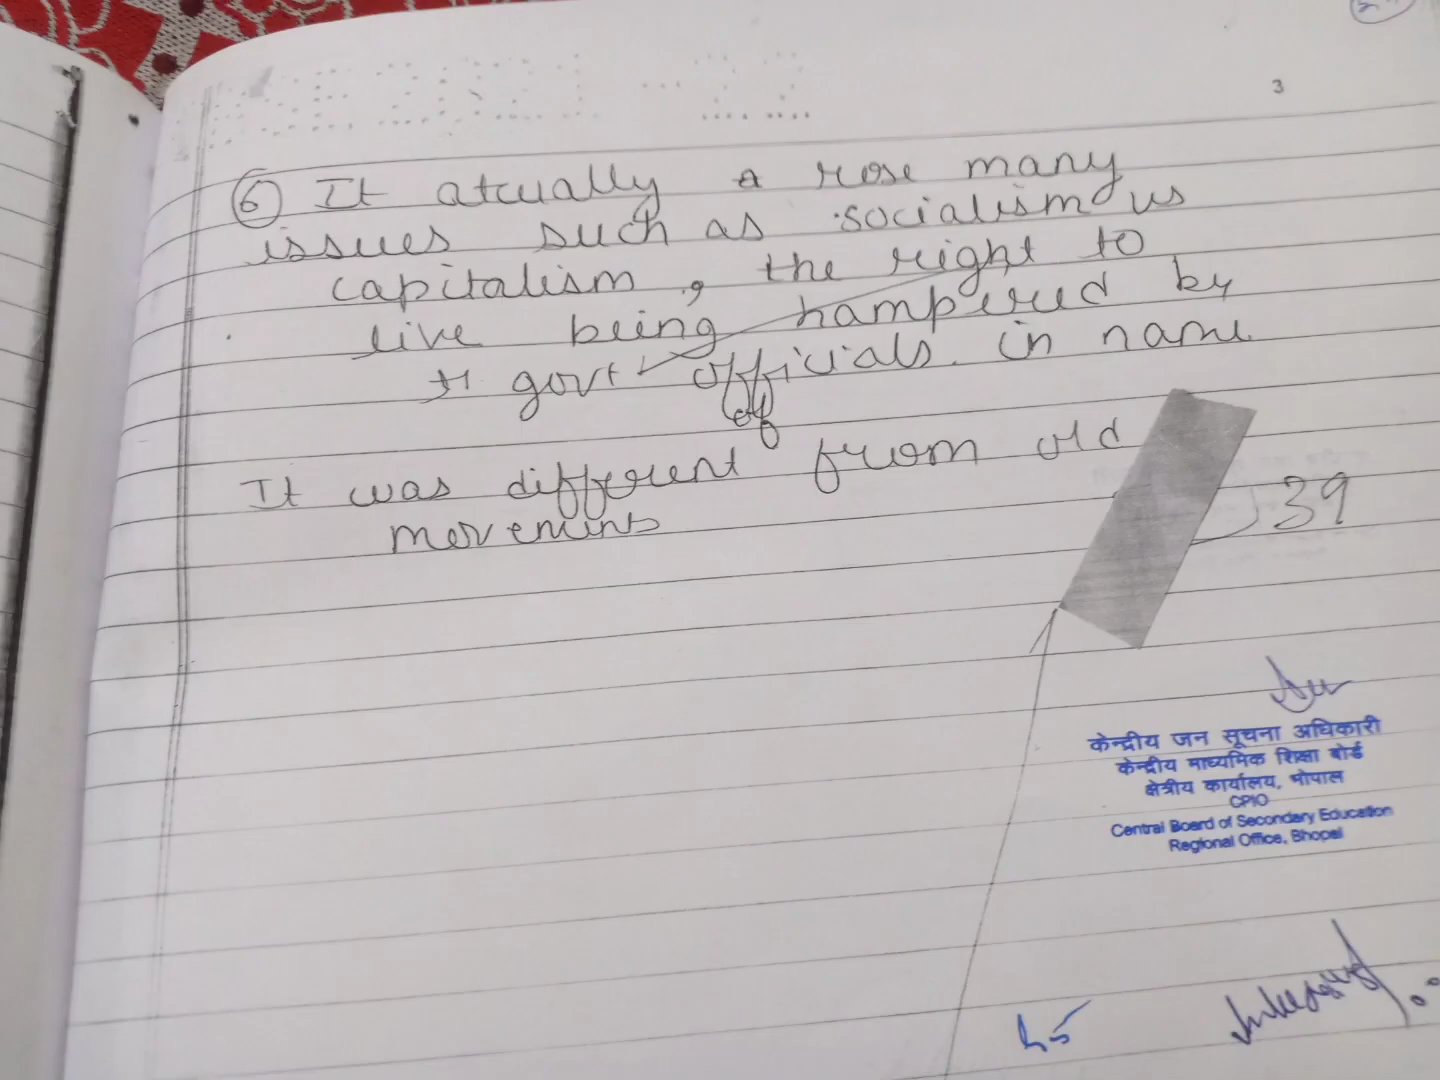 3
6 It atcually a rose many
issues such as socialism vs
capitalism, the right to
live being hampered by
govt officials in name
of
It was different from old
movemens
39
केन्द्रीय जन सूचना अधिकारी
केन्द्रीय माध्यमिक शिक्षा बोर्ड
क्षेत्रीय कार्यालय, भोपाल
CPIO
Central Board of Secondary Education
Regional Office, Bhopal